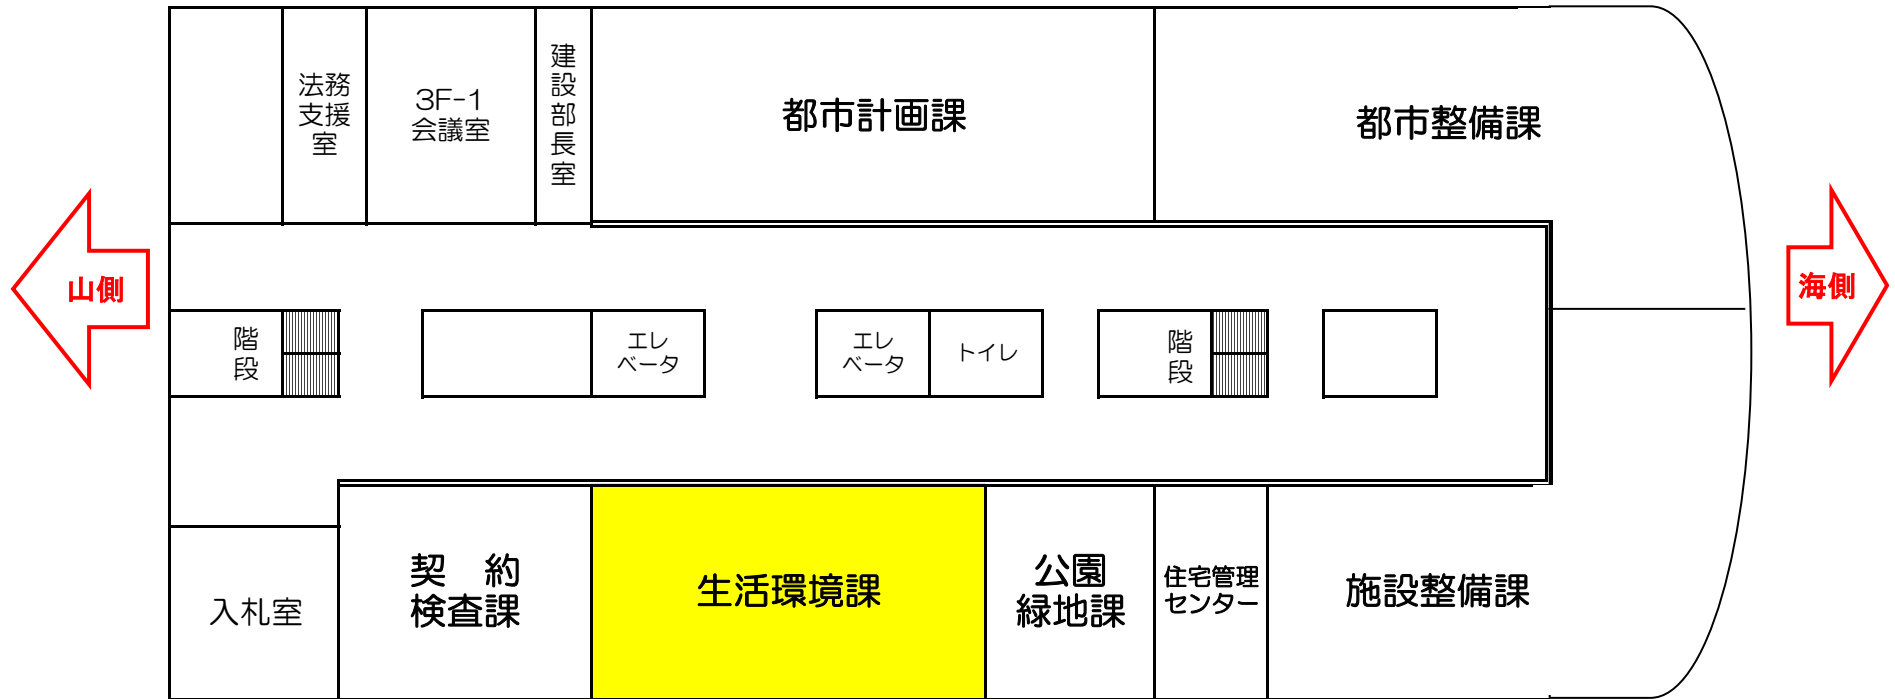 法務
支援
室
3F-1
会議室
建
設
部
長
室
都市計画課
都市整備課
山側
海側
階
段
エレ
ベータ
エレ
ベータ
トイレ
階
段
入札室
契　約
検査課
生活環境課
公園
緑地課
住宅管理
センター
施設整備課